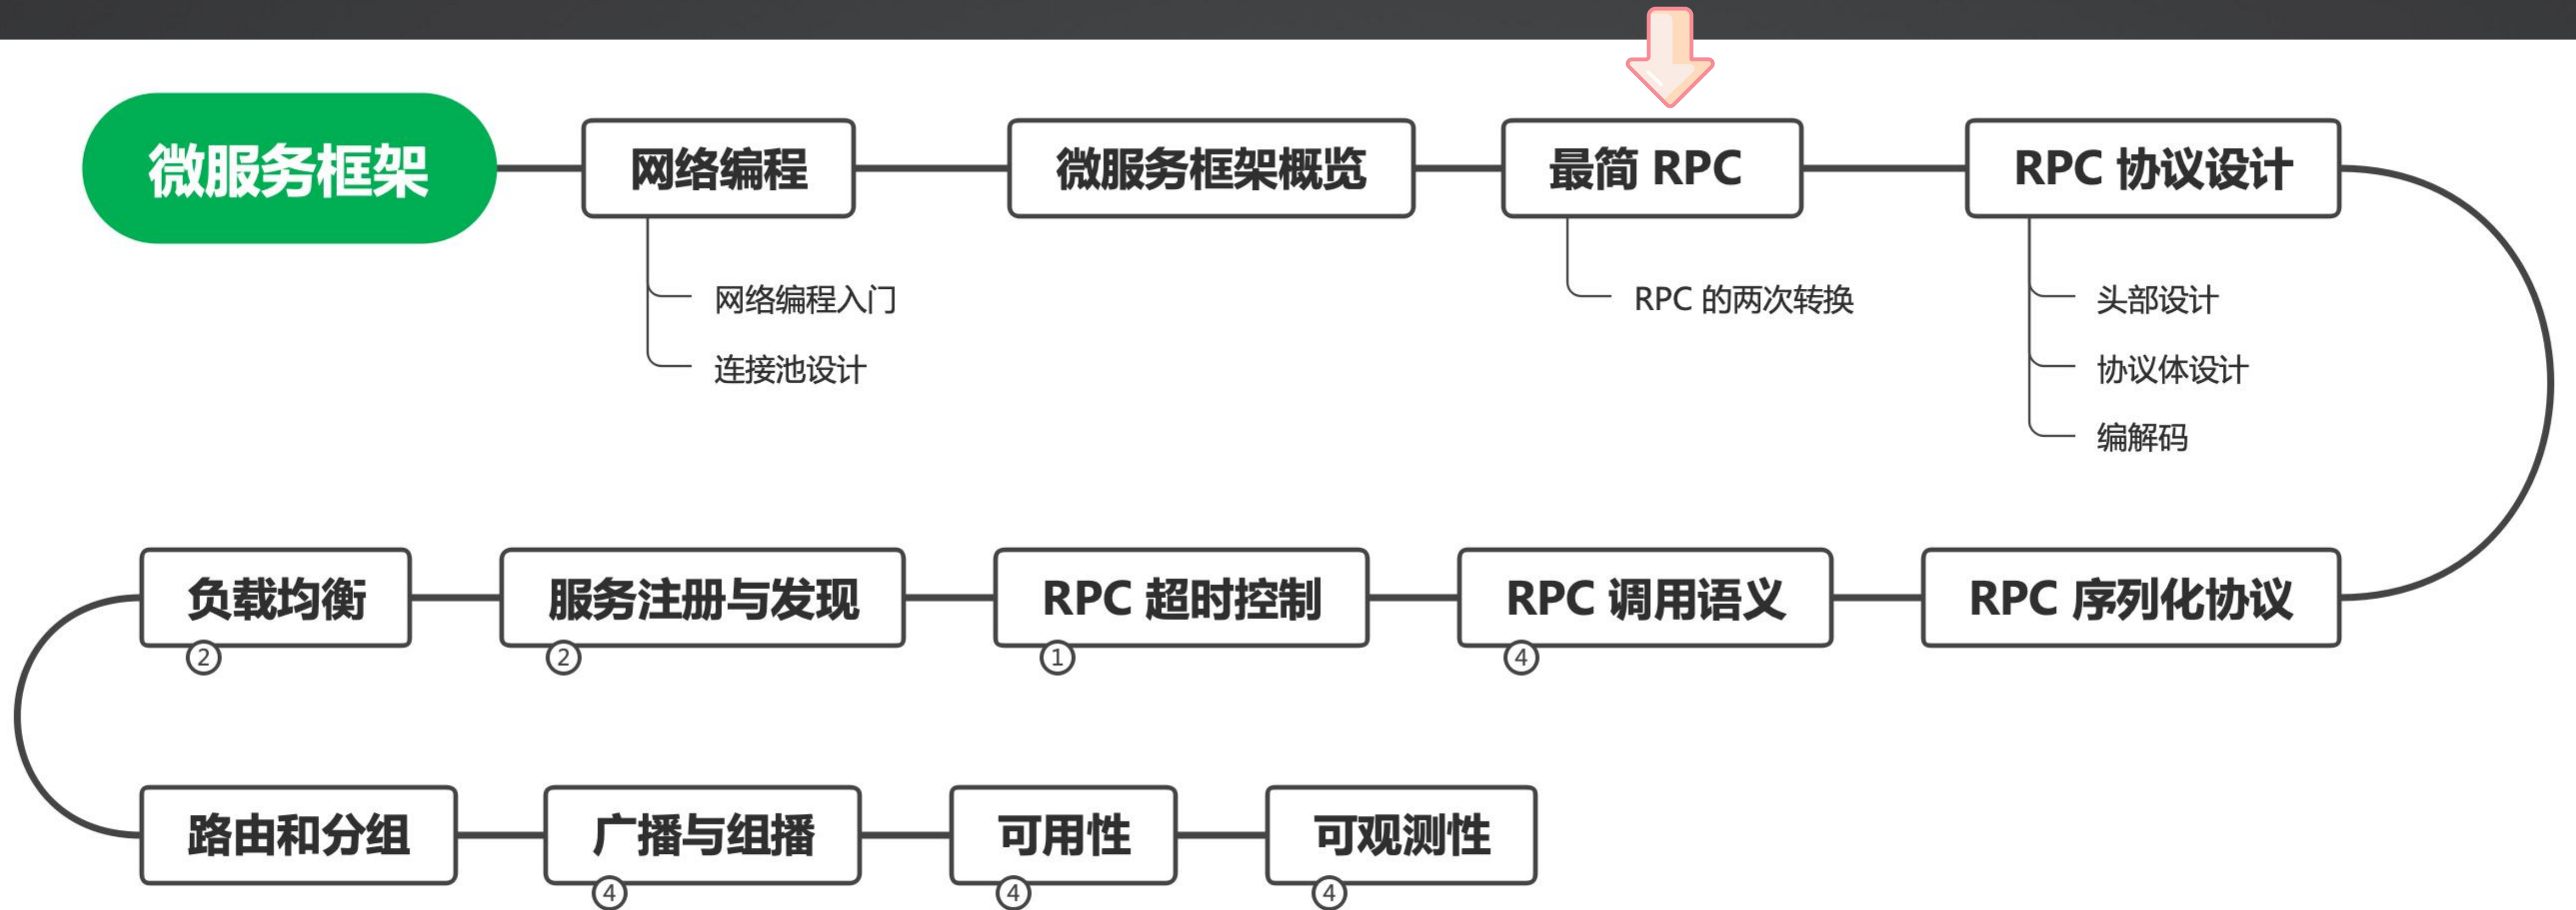 微服务框架
网络编程
网络编程入门
连接池设计
微服务框架概览
最简 RPC
RPC 的两次转换
RPC 协议设计
头部设计
协议体设计
编解码
RPC 序列化协议
RPC 调用语义
4
RPC 超时控制
1
服务注册与发现
2
负载均衡
2
路由和分组
广播与组播
4
可用性
4
可观测性
4